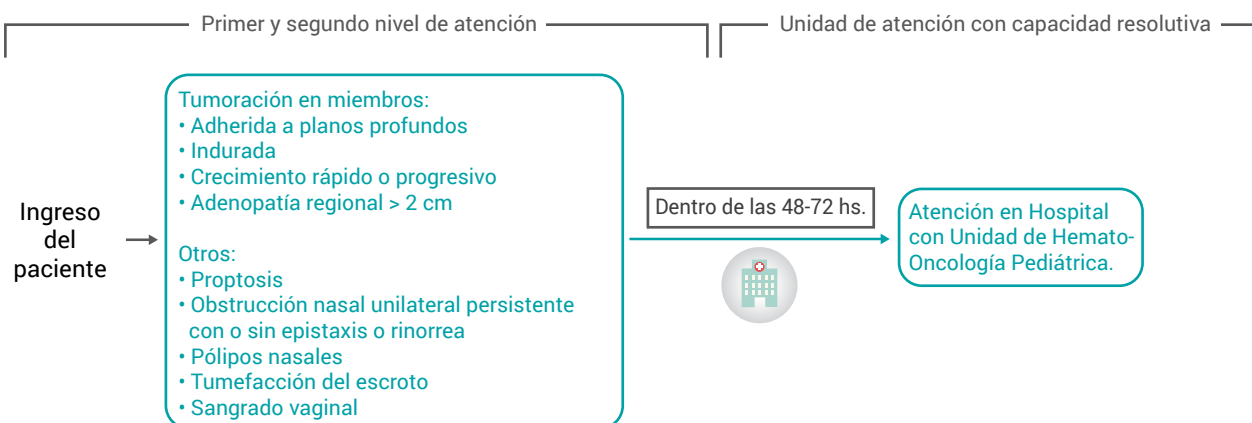 Primer y segundo nivel de atención
Unidad de atención con capacidad resolutiva
Ingreso
del
paciente
Tumoración en miembros:
• Adherida a planos profundos
• Indurada
• Crecimiento rápido o progresivo
• Adenopatía regional > 2 cm
Otros:
• Proptosis
• Obstrucción nasal unilateral persistente
con o sin epistaxis o rinorrea
• Pólipos nasales
• Tumefacción del escroto
• Sangrado vaginal
Dentro de las 48-72 hs.
Atención en Hospital
con Unidad de Hemato-
Oncología Pediátrica.